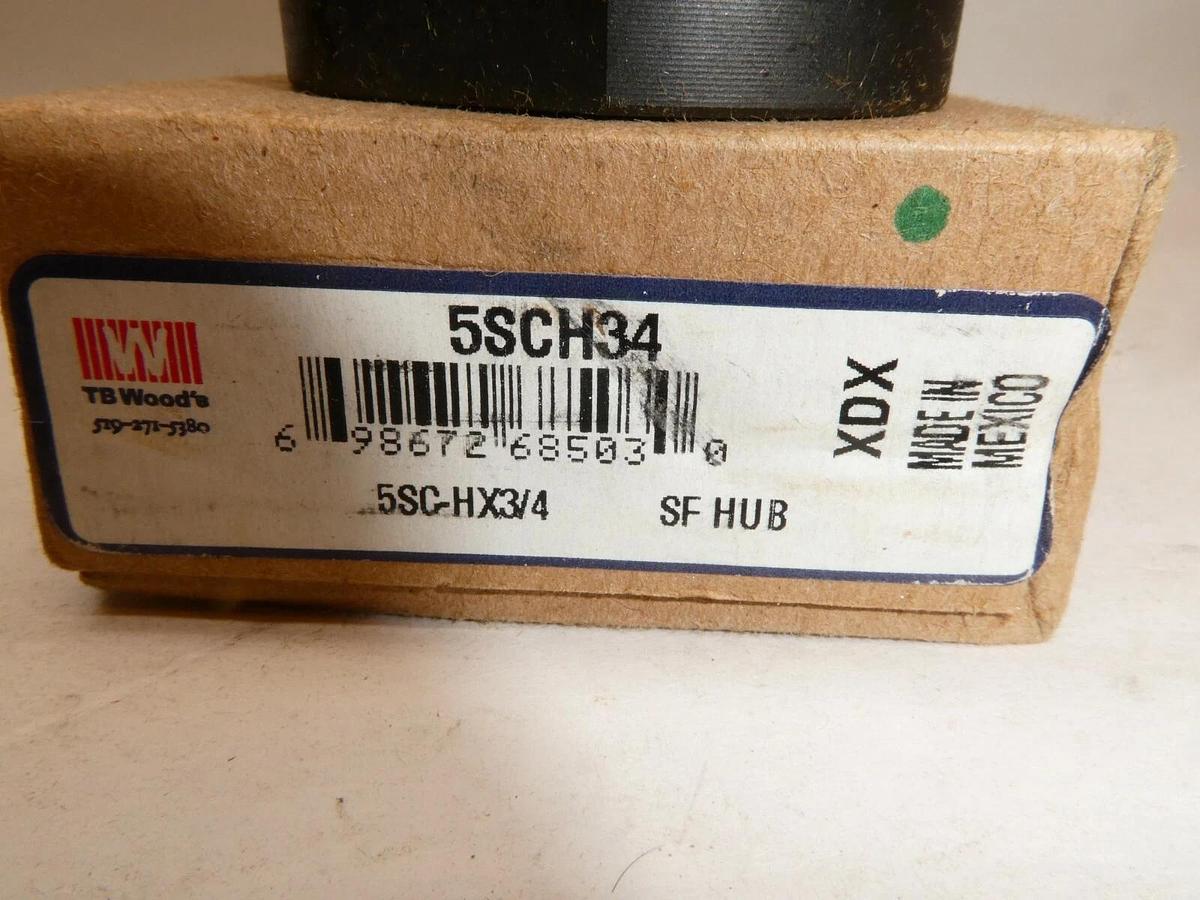 5SCH34
TB Wood's
519-271-5380
6 98672 68503 0
5SC-HX3/4 SF HUB
XDX
MADE IN
MEXICO